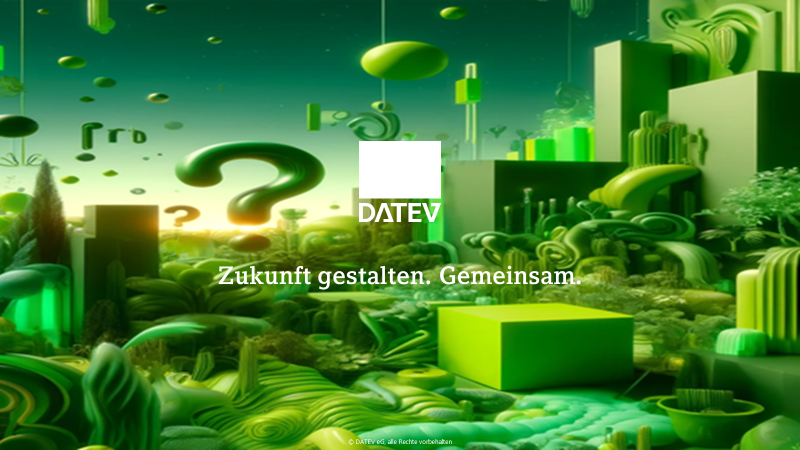 DATEV
Zukunft gestalten. Gemeinsam.
© DATEV eG, alle Rechte vorbehalten